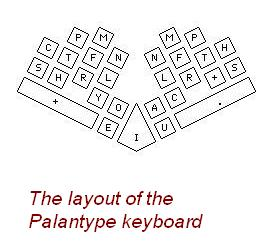 P M M P
C T F N N F T H
S H R L L R + S
+ Y O A C .
E I U
The layout of the
Palantype keyboard